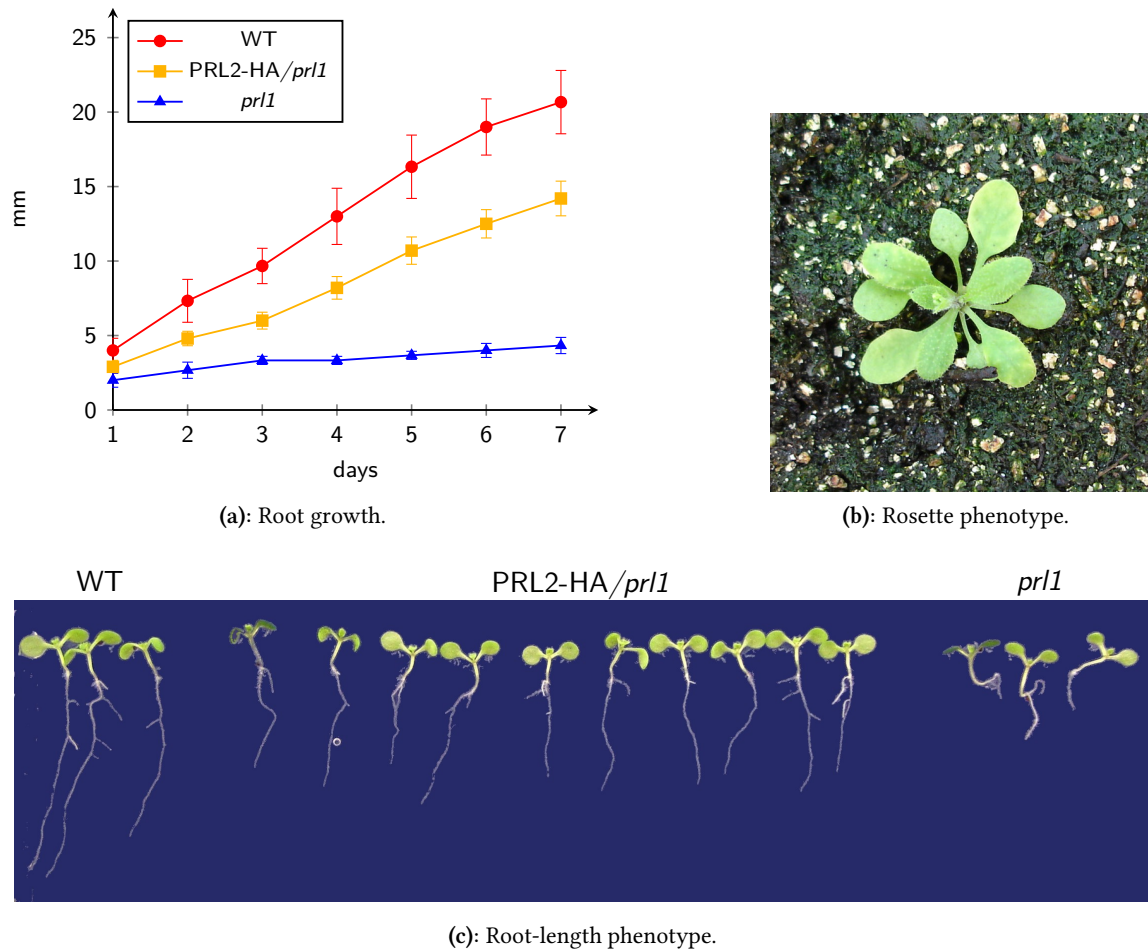 25
20
15
10
5
0
mm
WT
PRL2-HA/prl1
prl1
1 2 3 4 5 6 7
days
(a): Root growth.
(b): Rosette phenotype.
WT PRL2-HA/prl1 prl1
(c): Root-length phenotype.